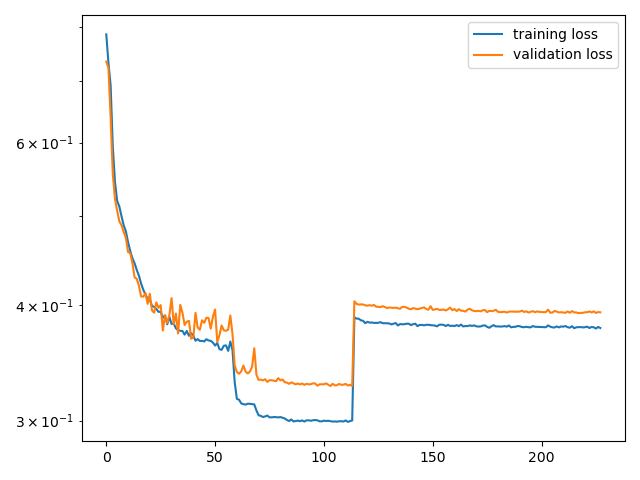 training loss
validation loss
6 × 10⁻¹
4 × 10⁻¹
3 × 10⁻¹
0 50 100 150 200